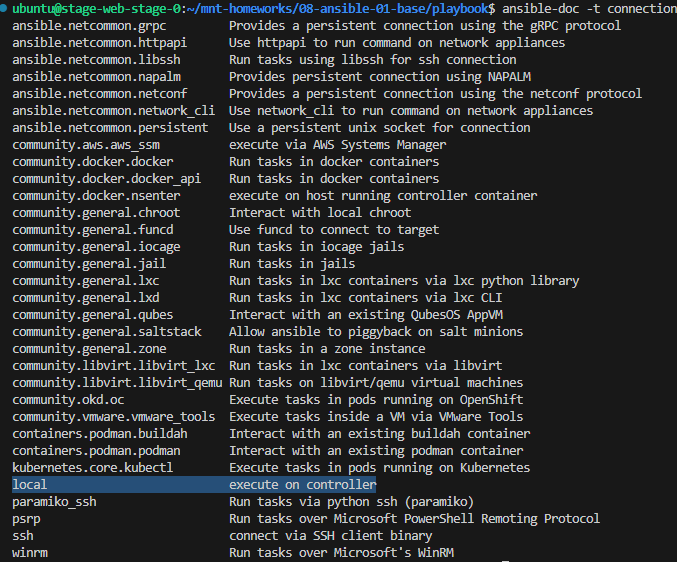 ubuntu@stage-web-stage-0:~/mnt-homeworks/08-ansible-01-base/playbook$ ansible-doc -t connection
ansible.netcommon.grpc Provides a persistent connection using the gRPC protocol
ansible.netcommon.httpapi Use httpapi to run command on network appliances
ansible.netcommon.libssh Run tasks using libssh for ssh connection
ansible.netcommon.napalm Provides persistent connection using NAPALM
ansible.netcommon.netconf Provides a persistent connection using the netconf protocol
ansible.netcommon.network_cli Use network_cli to run command on network appliances
ansible.netcommon.persistent Use a persistent unix socket for connection
community.aws.aws_ssm execute via AWS Systems Manager
community.docker.docker Run tasks in docker containers
community.docker.docker_api Run tasks in docker containers
community.docker.nsenter execute on host running controller container
community.general.chroot Interact with local chroot
community.general.funcd Use funcd to connect to target
community.general.iocage Run tasks in iocage jails
community.general.jail Run tasks in jails
community.general.lxc Run tasks in lxc containers via lxc python library
community.general.lxd Run tasks in lxc containers via lxc CLI
community.general.qubes Interact with an existing QubesOS AppVM
community.general.saltstack Allow ansible to piggyback on salt minions
community.general.zone Run tasks in a zone instance
community.libvirt.libvirt_lxc Run tasks in lxc containers via libvirt
community.libvirt.libvirt_qemu Run tasks on libvirt/qemu virtual machines
community.okd.oc Execute tasks in pods running on OpenShift
community.vmware.vmware_tools Execute tasks inside a VM via VMware Tools
containers.podman.buildah Interact with an existing buildah container
containers.podman.podman Interact with an existing podman container
kubernetes.core.kubectl Execute tasks in pods running on Kubernetes
local execute on controller
paramiko_ssh Run tasks via python ssh (paramiko)
psrp Run tasks over Microsoft PowerShell Remoting Protocol
ssh connect via SSH client binary
winrm Run tasks over Microsoft's WinRM